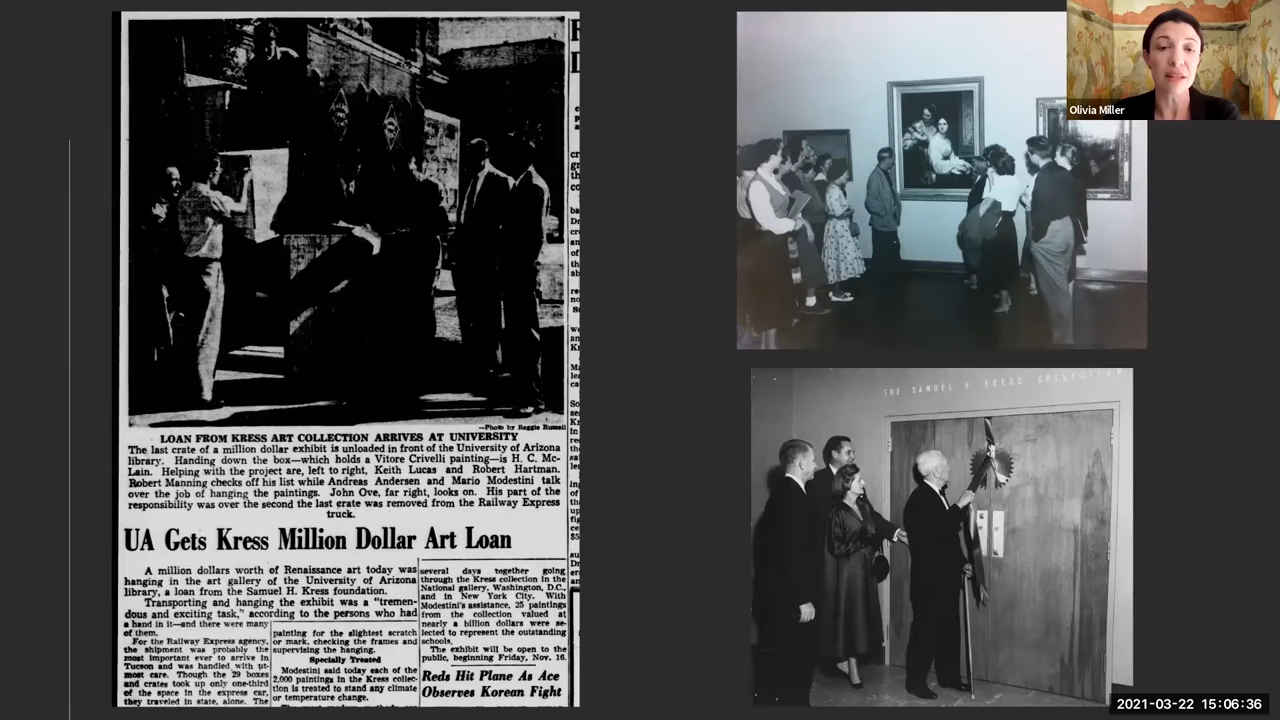 —Photo by Reggie Russell
LOAN FROM KRESS ART COLLECTION ARRIVES AT UNIVERSITY
The last crate of a million dollar exhibit is unloaded in front of the University of Arizona
library. Handing down the box—which holds a Vitore Crivelli painting—is H. C. Mc-
Lain. Helping with the project are, left to right, Keith Lucas and Robert Hartman.
Robert Manning checks off his list while Andreas Andersen and Mario Modestini talk
over the job of hanging the paintings. John Ove, far right, looks on. His part of the
responsibility was over the second the last crate was removed from the Railway Express
truck.
UA Gets Kress Million Dollar Art Loan
A million dollars worth of Renaissance art today was
hanging in the art gallery of the University of Arizona
library, a loan from the Samuel H. Kress foundation.
Transporting and hanging the exhibit was a "tremen-
dous and exciting task," according to the persons who had
a hand in it—and there were many
of them.
For the Railway Express agency,
the shipment was probably the
most important ever to arrive in
Tucson and was handled with ut-
most care. Though the 29 boxes
and crates took up only one-third
of the space in the express car,
they traveled in state, alone. The
painting for the slightest scratch
or mark, checking the frames and
supervising the hanging.
Specially Treated
Modestini said today each of the
2,000 paintings in the Kress collec-
tion is treated to stand any climate
or temperature change.
several days together going
through the Kress collection in the
National gallery, Washington, D.C.,
and in New York City. With
Modestini's assistance, 25 paintings
from the collection valued at
nearly a billion dollars were se-
lected to represent the outstanding
schools.
The exhibit will be open to the
public, beginning Friday, Nov. 16.
Reds Hit Plane As Ace
Observes Korean Fight
THE SAMUEL H KRESS COLLECTION
Olivia Miller
2021-03-22 15:06:36